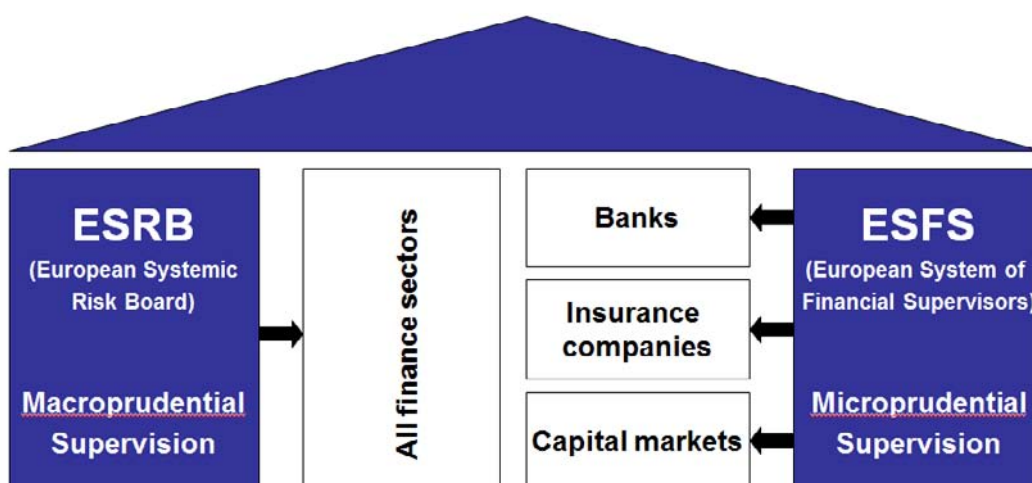 ESRB
(European Systemic
Risk Board)
Macroprudential
Supervision
All finance sectors
Banks
Insurance
companies
Capital markets
ESFS
(European System of
Financial Supervisors)
Microprudential
Supervision